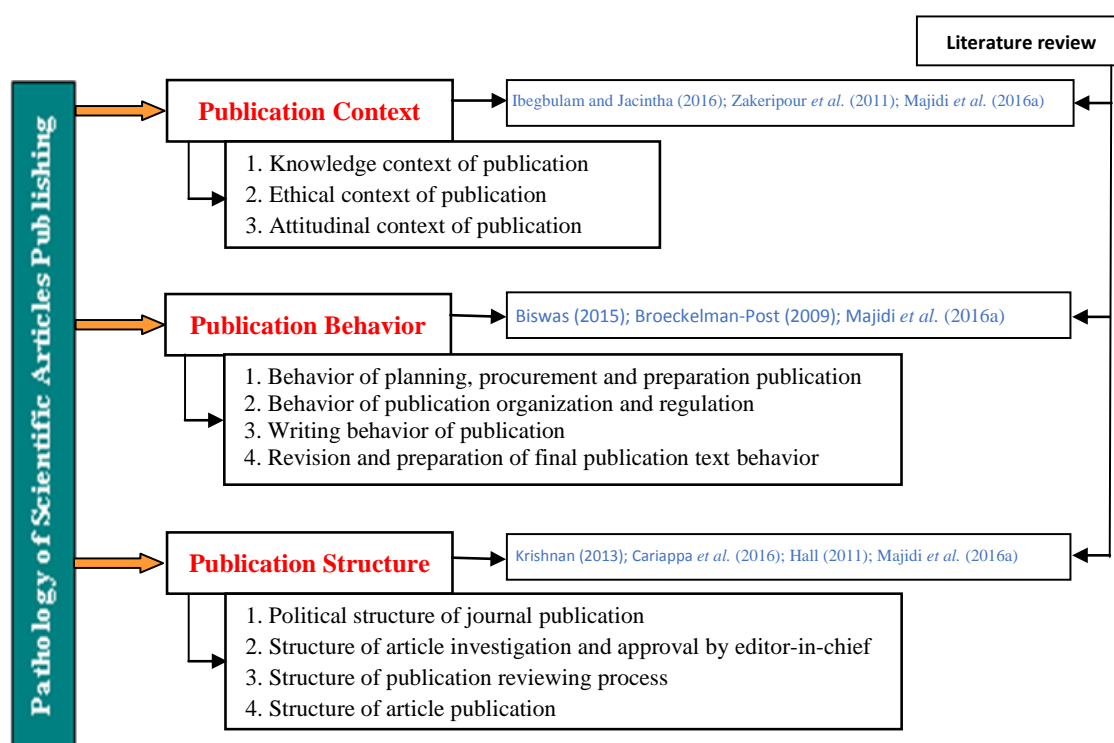 Literature review
Pathology of Scientific Articles Publishing
Publication Context
Ibegbulam and Jacintha (2016); Zakeripour et al. (2011); Majidi et al. (2016a)
1. Knowledge context of publication
2. Ethical context of publication
3. Attitudinal context of publication
Publication Behavior
Biswas (2015); Broeckelman-Post (2009); Majidi et al. (2016a)
1. Behavior of planning, procurement and preparation publication
2. Behavior of publication organization and regulation
3. Writing behavior of publication
4. Revision and preparation of final publication text behavior
Publication Structure
Krishnan (2013); Cariappa et al. (2016); Hall (2011); Majidi et al. (2016a)
1. Political structure of journal publication
2. Structure of article investigation and approval by editor-in-chief
3. Structure of publication reviewing process
4. Structure of article publication